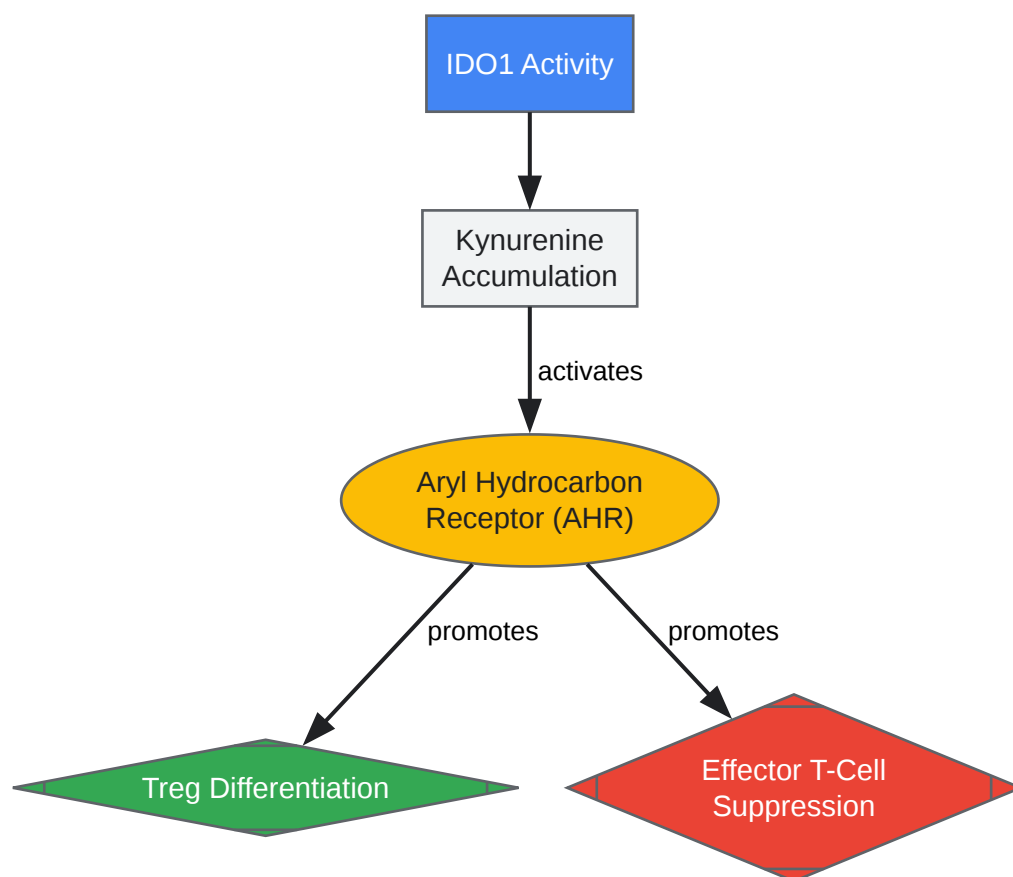 IDO1 Activity
Kynurenine
Accumulation
activates
Aryl Hydrocarbon
Receptor (AHR)
promotes
promotes
Treg Differentiation
Effector T-Cell
Suppression